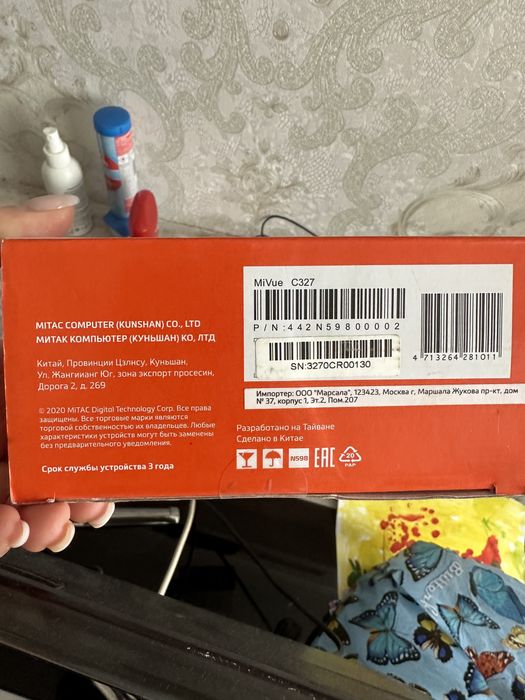 MiVue C327
P/N:442N59800002
SN:3270CR00130
4 713264 281011
Импортер: ООО "Марсала", 123423, Москва г, Маршала Жукова пр-кт, дом
№ 37, корпус 1, Эт.2, Пом.207
MITAC COMPUTER (KUNSHAN) CO., LTD
МИТАК КОМПЬЮТЕР (КУНЬШАН) КО, ЛТД
Китай, Провинции Цзлнсу, Куньшан,
Ул. Жангиианг Юг, зона экспорт просесин,
Дорога 2, д. 269
© 2020 MiTAC Digital Technology Corp. Все права
защищены. Все торговые марки являются
торговой собственностью их владельцев. Любые
характеристики устройств могут быть изменены
без предварительного уведомления.
Срок службы устройства 3 года
Разработано на Тайване
Сделано в Китае
N598
EAC
20
PAP